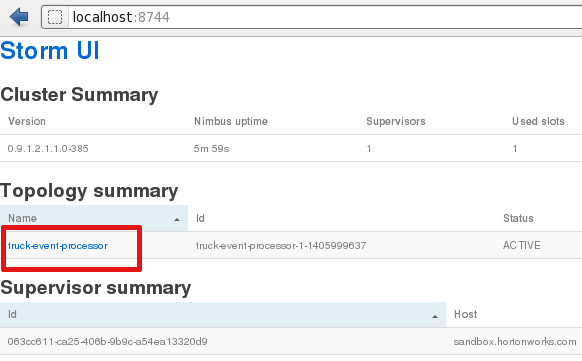 localhost:8744
Storm UI
Cluster Summary
Version Nimbus uptime Supervisors Used slots
0.9.1.2.1.1.0-385 5m 59s 1 1
Topology summary
Name Id Status
truck-event-processor truck-event-processor-1-1405999637 ACTIVE
Supervisor summary
Id Host
063cc611-ca25-406b-9b9c-a54ea13320d9 sandbox.hortonworks.com